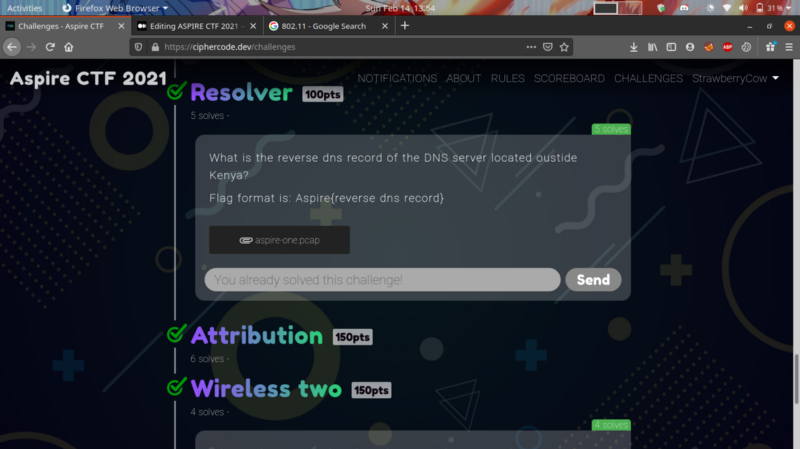 Activities Firefox Web Browser Sun Feb 14, 13:54 31 %
Challenges - Aspire CTF Editing ASPIRE CTF 2021 – 802.11 - Google Search
https://ciphercode.dev/challenges
Aspire CTF 2021 NOTIFICATIONS ABOUT RULES SCOREBOARD CHALLENGES StrawberryCow
Resolver 100pts
5 solves -
5 solves
What is the reverse dns record of the DNS server located oustide
Kenya?
Flag format is: Aspire{reverse dns record}
aspire-one.pcap
You already solved this challenge! Send
Attribution 150pts
6 solves -
Wireless two 150pts
4 solves -
4 solves